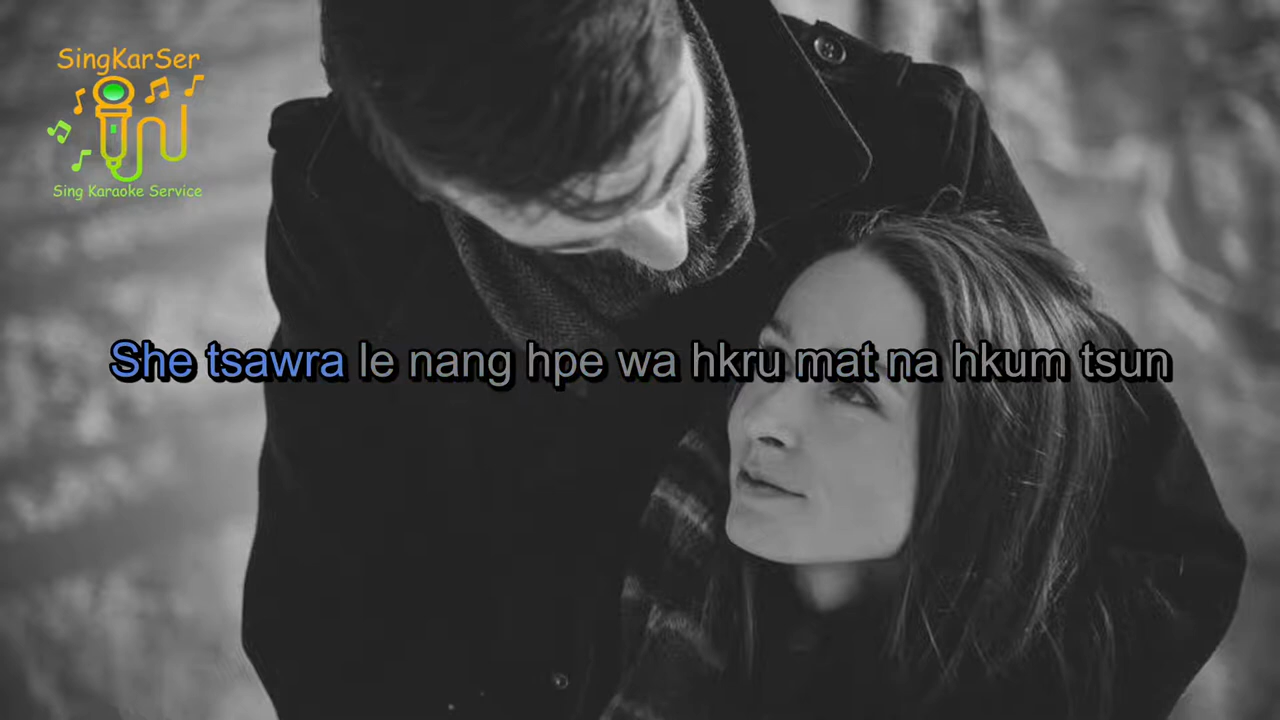 SingKarSer
Sing Karaoke Service
She tsawra le nang hpe wa hkru mat na hkum tsun